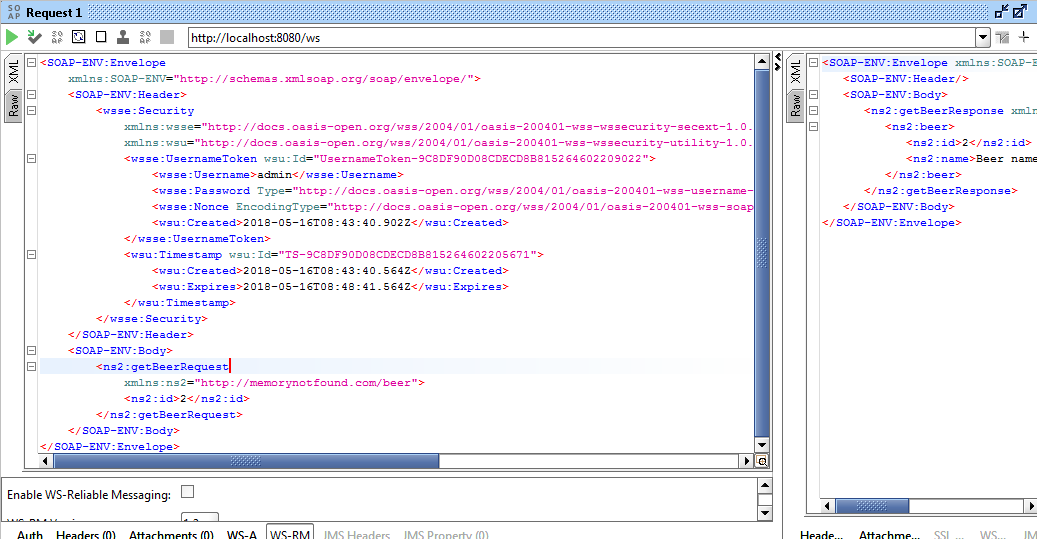 SO
AP
Request 1
SO
AP
SO
AP
http://localhost:8080/ws
XML
Raw
<SOAP-ENV:Envelope
xmlns:SOAP-ENV="http://schemas.xmlsoap.org/soap/envelope/">
<SOAP-ENV:Header>
<wsse:Security
xmlns:wsse="http://docs.oasis-open.org/wss/2004/01/oasis-200401-wss-wssecurity-secext-1.0.
xmlns:wsu="http://docs.oasis-open.org/wss/2004/01/oasis-200401-wss-wssecurity-utility-1.0.
<wsse:UsernameToken wsu:Id="UsernameToken-9C8DF90D08CDECD8B815264602209022">
<wsse:Username>admin</wsse:Username>
<wsse:Password Type="http://docs.oasis-open.org/wss/2004/01/oasis-200401-wss-username-
<wsse:Nonce EncodingType="http://docs.oasis-open.org/wss/2004/01/oasis-200401-wss-soap
<wsu:Created>2018-05-16T08:43:40.902Z</wsu:Created>
</wsse:UsernameToken>
<wsu:Timestamp wsu:Id="TS-9C8DF90D08CDECD8B815264602205671">
<wsu:Created>2018-05-16T08:43:40.564Z</wsu:Created>
<wsu:Expires>2018-05-16T08:48:41.564Z</wsu:Expires>
</wsu:Timestamp>
</wsse:Security>
</SOAP-ENV:Header>
<SOAP-ENV:Body>
<ns2:getBeerRequest
xmlns:ns2="http://memorynotfound.com/beer">
<ns2:id>2</ns2:id>
</ns2:getBeerRequest>
</SOAP-ENV:Body>
</SOAP-ENV:Envelope>
Enable WS-Reliable Messaging:
Auth Headers (0) Attachments (0) WS-A WS-RM JMS Headers JMS Property (0)
XML
Raw
<SOAP-ENV:Envelope xmlns:SOAP-E
<SOAP-ENV:Header/>
<SOAP-ENV:Body>
<ns2:getBeerResponse xml
<ns2:beer>
<ns2:id>2</ns2:id>
<ns2:name>Beer name
</ns2:beer>
</ns2:getBeerResponse>
</SOAP-ENV:Body>
</SOAP-ENV:Envelope>
Heade... Attachme... SSL ... WS... JM